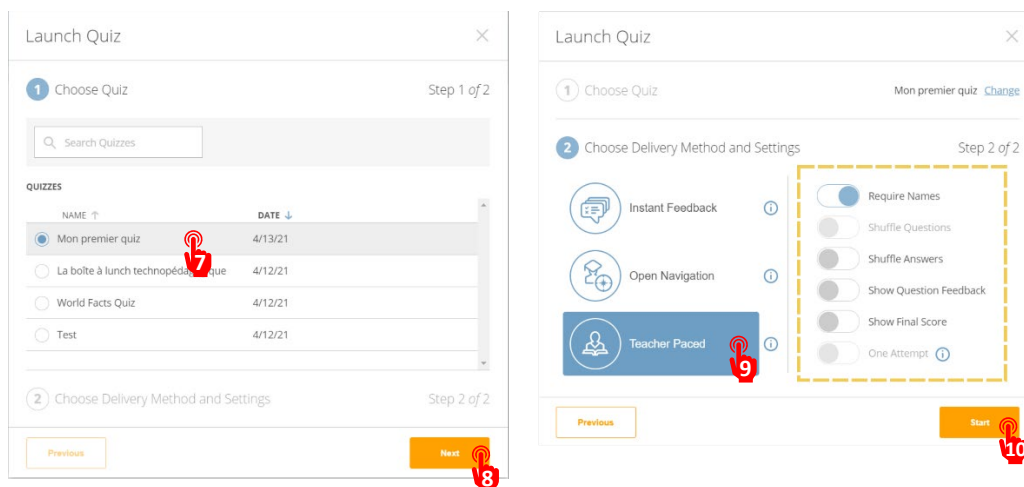 Launch Quiz
1 Choose Quiz Step 1 of 2
Search Quizzes
QUIZZES
NAME ↑ DATE ↓
Mon premier quiz 4/13/21
7
La boîte à lunch technopéda que 4/12/21
World Facts Quiz 4/12/21
Test 4/12/21
2 Choose Delivery Method and Settings Step 2 of 2
Previous Next
8
Launch Quiz
1 Choose Quiz Mon premier quiz Change
2 Choose Delivery Method and Settings Step 2 of 2
Instant Feedback
Open Navigation
Teacher Paced
9
Require Names
Shuffle Questions
Shuffle Answers
Show Question Feedback
Show Final Score
One Attempt
Previous Start
10